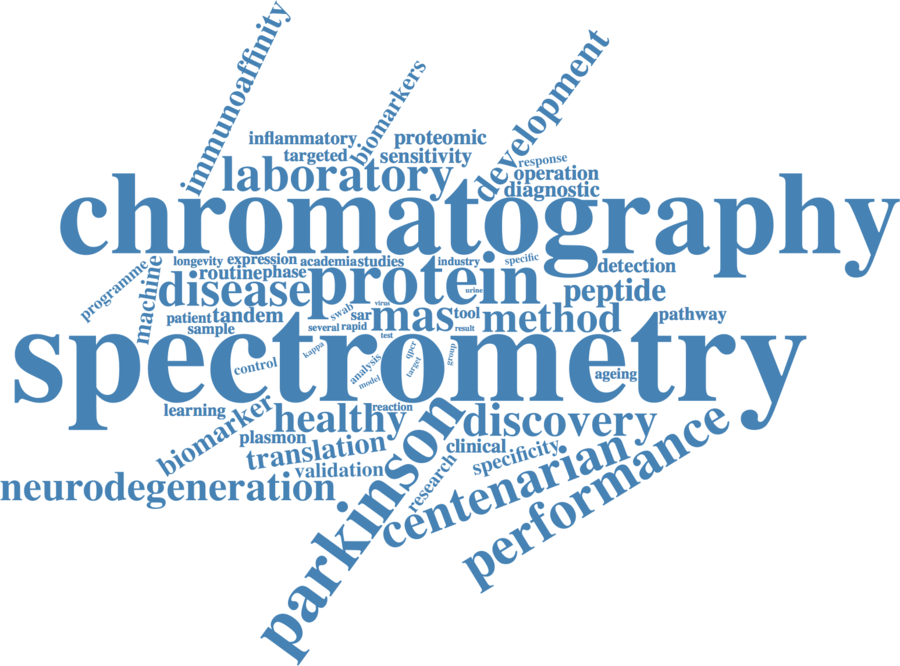 immunoaffinity
biomarkers
development
inflammatory
proteomic
targeted
sensitivity
response
laboratory
operation
diagnostic
chromatography
longevity
expression
academia
studies
industry
specific
detection
programme
machine
routine
phase
disease
protein
urine
peptide
virus
patient
tandem
swab
sar
mas
tool
method
pathway
sample
several
rapid
result
test
spectrometry
kappa
qpcr
group
control
analysis
target
model
ageing
learning
biomarker
healthy
reaction
discovery
plasmon
translation
parkinson
clinical
specificity
validation
research
centenarian
performance
neurodegeneration